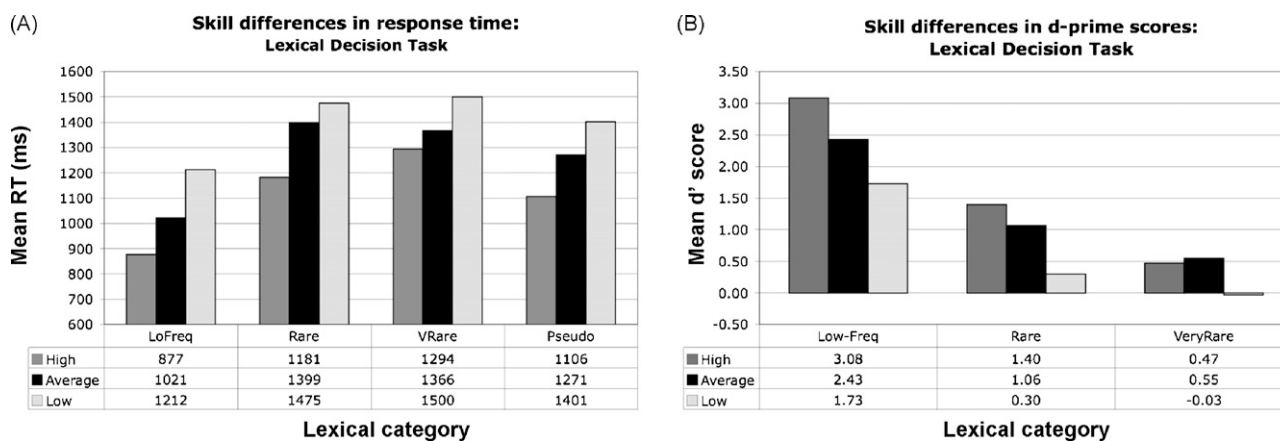 (A)
Skill differences in response time:
Lexical Decision Task
Mean RT (ms)
1600
1500
1400
1300
1200
1100
1000
900
800
700
600
LoFreq Rare VRare Pseudo
High 877 1181 1294 1106
Average 1021 1399 1366 1271
Low 1212 1475 1500 1401
Lexical category
(B)
Skill differences in d-prime scores:
Lexical Decision Task
Mean d' score
3.50
3.00
2.50
2.00
1.50
1.00
0.50
0.00
-0.50
Low-Freq Rare VeryRare
High 3.08 1.40 0.47
Average 2.43 1.06 0.55
Low 1.73 0.30 -0.03
Lexical category